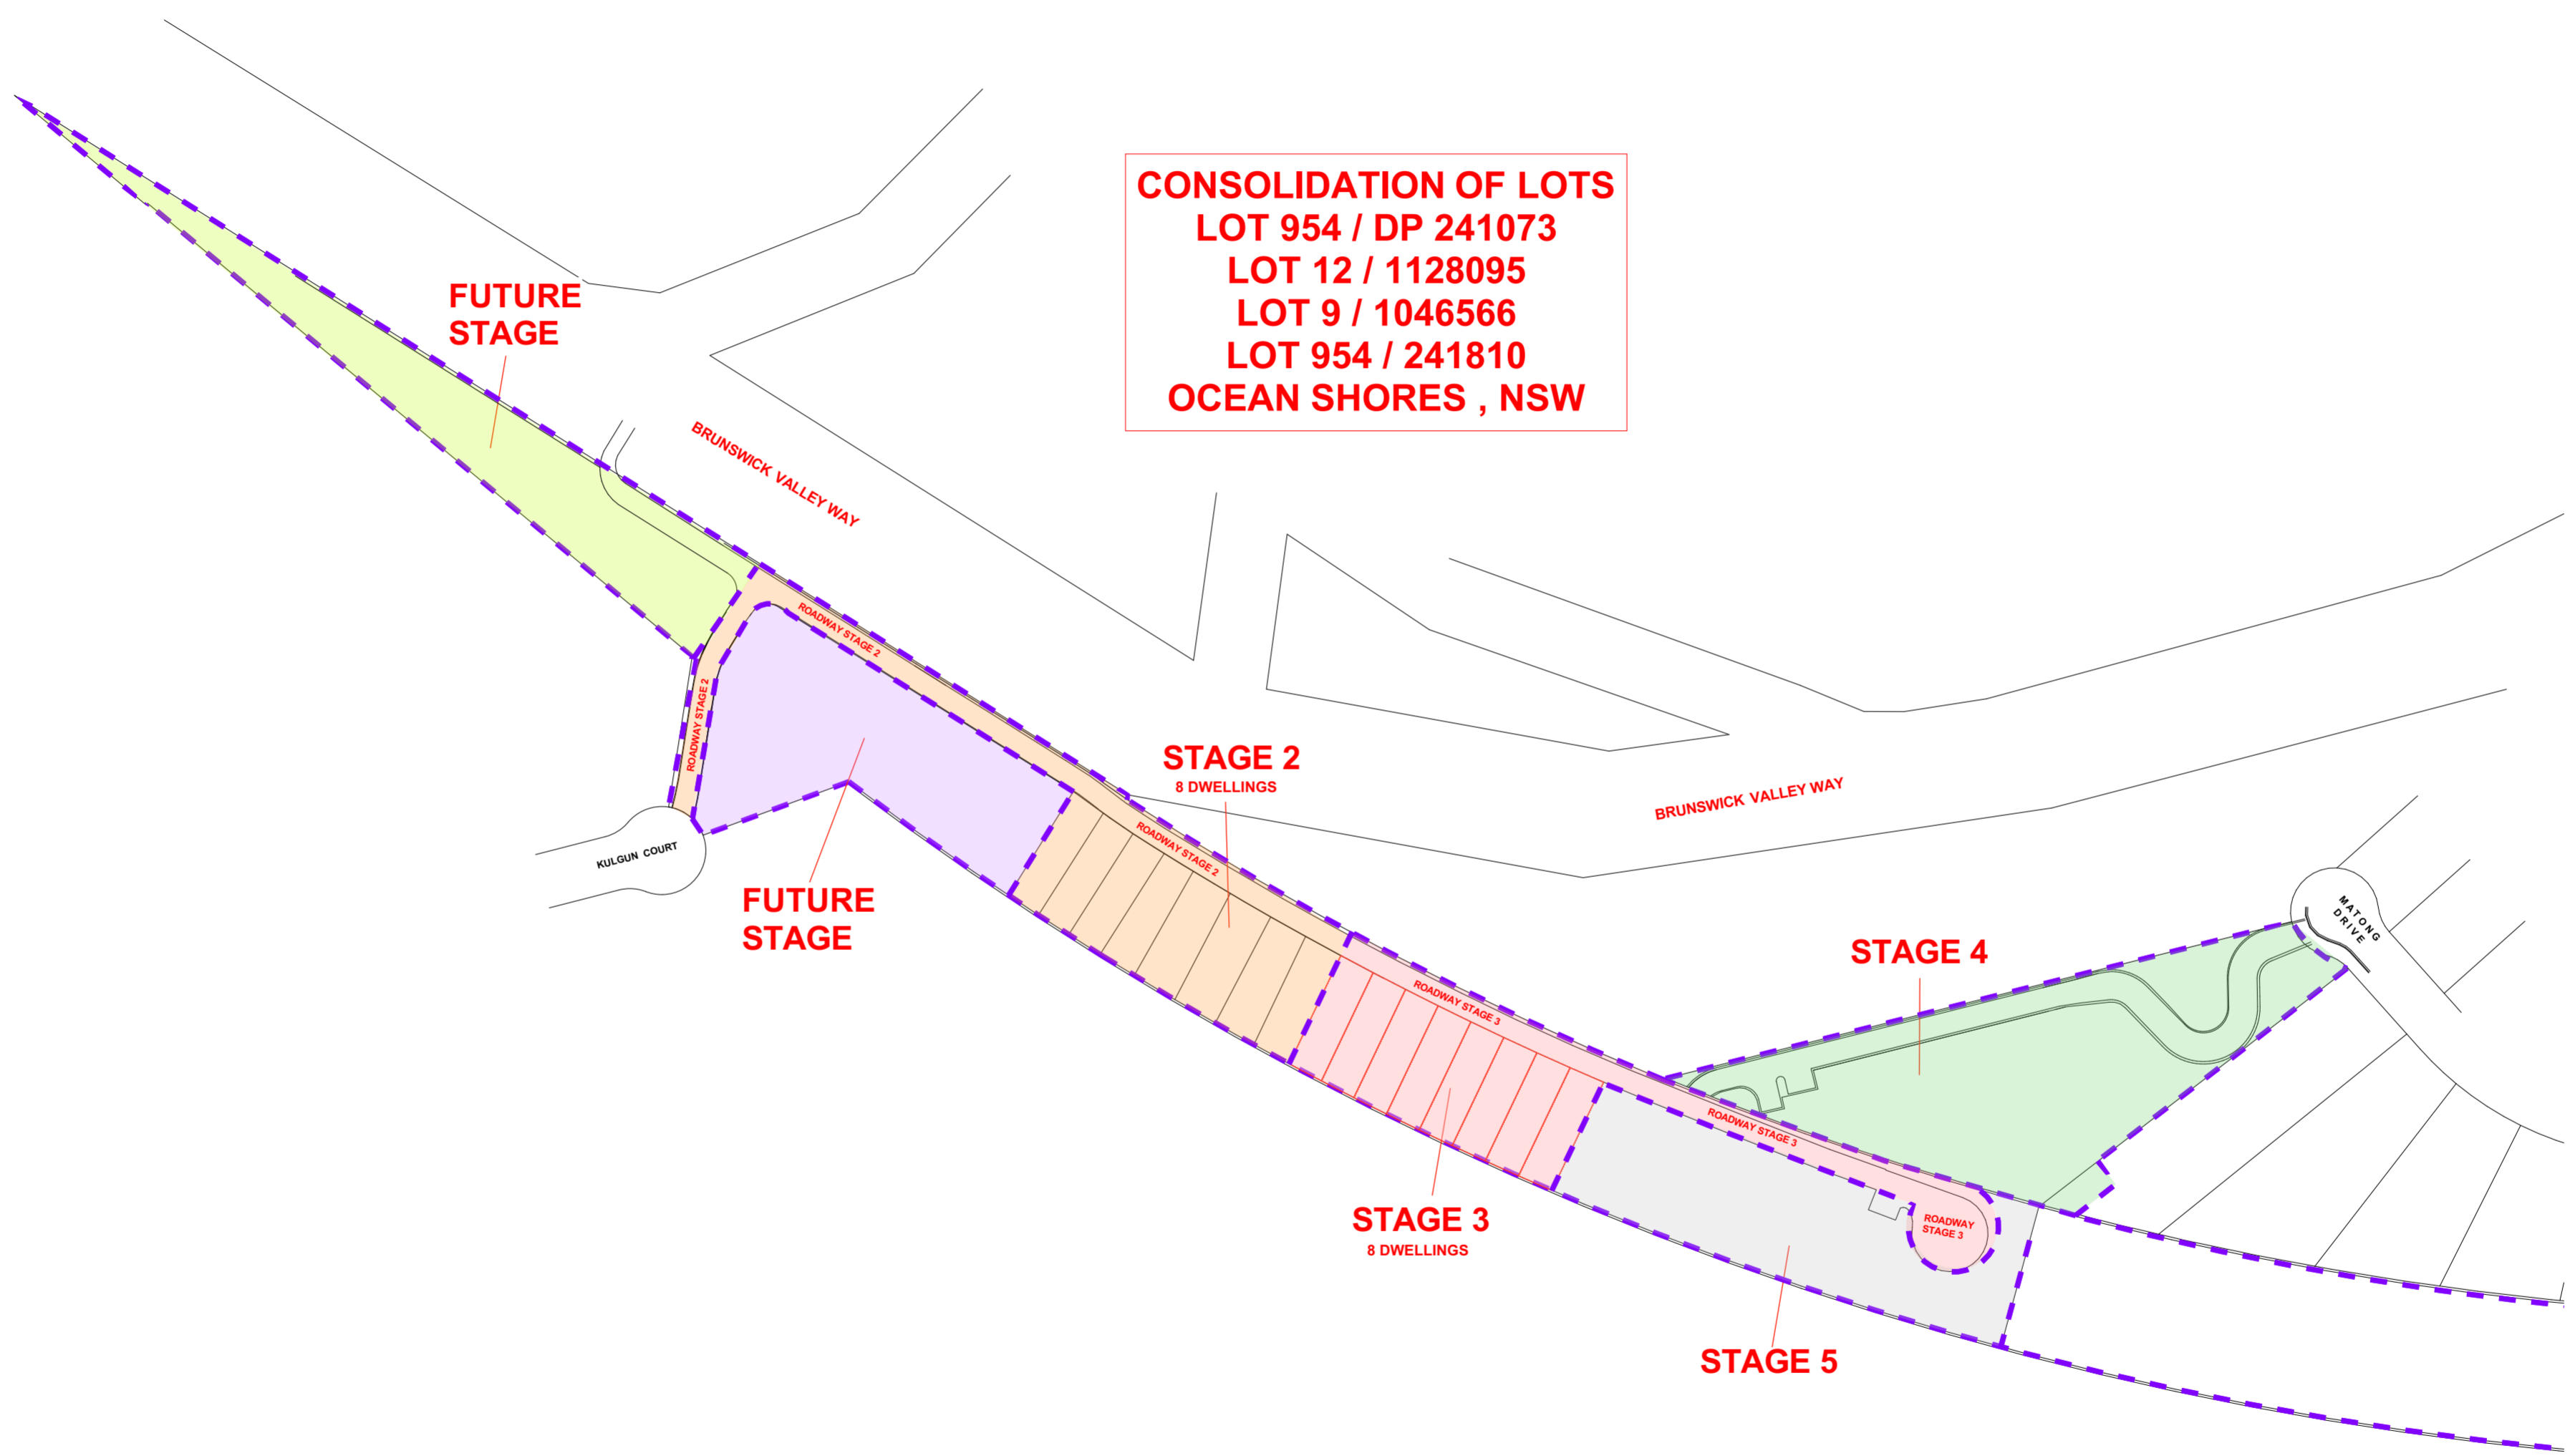 CONSOLIDATION OF LOTS
LOT 954 / DP 241073
LOT 12 / 1128095
LOT 9 / 1046566
LOT 954 / 241810
OCEAN SHORES , NSW
FUTURE
STAGE
BRUNSWICK VALLEY WAY
ROADWAY STAGE 2
ROADWAY STAGE 2
STAGE 2
8 DWELLINGS
BRUNSWICK VALLEY WAY
ROADWAY STAGE 2
KULGUN COURT
FUTURE
STAGE
MATONG
DRIVE
STAGE 4
ROADWAY STAGE 3
ROADWAY STAGE 3
STAGE 3
8 DWELLINGS
ROADWAY
STAGE 3
STAGE 5